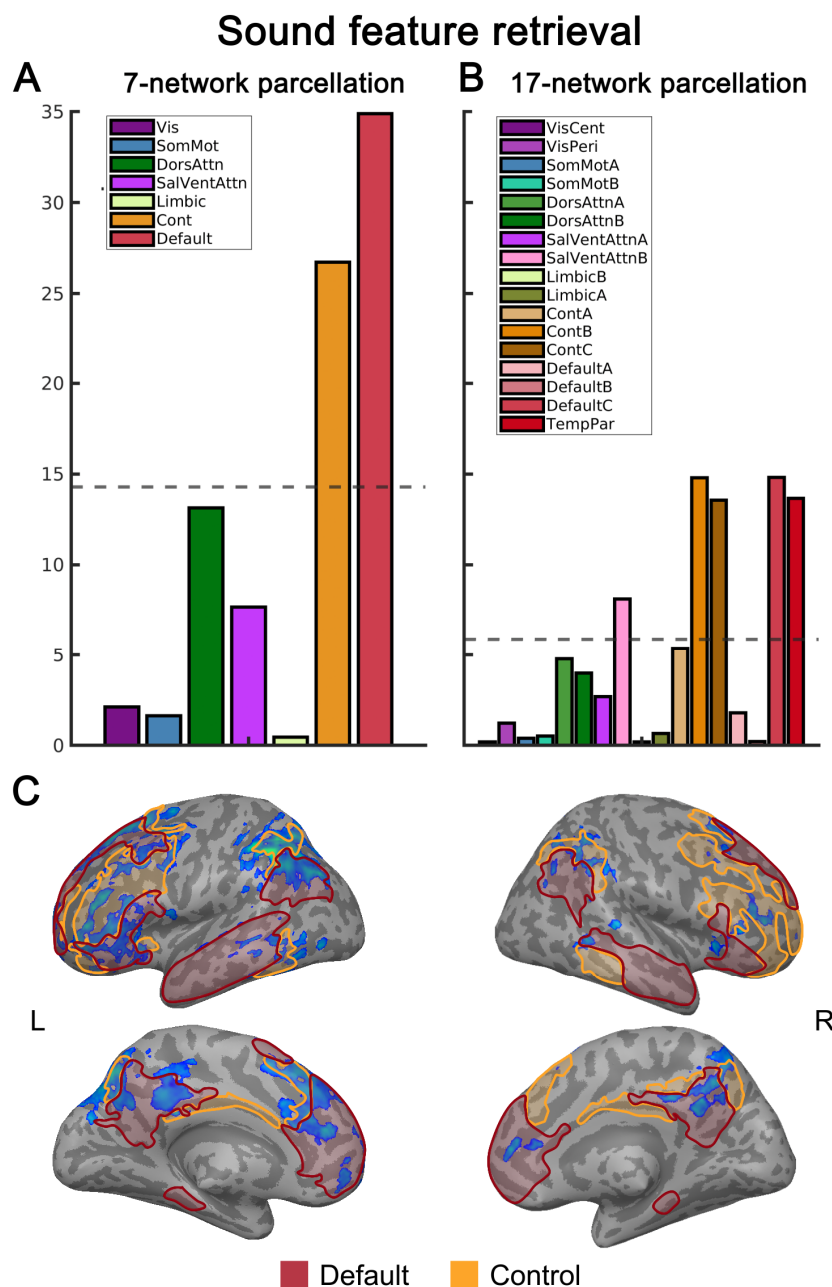 Sound feature retrieval
A 7-network parcellation
B 17-network parcellation
35
30
25
20
15
10
5
0
Vis
SomMot
DorsAttn
SalVentAttn
Limbic
Cont
Default
VisCent
VisPeri
SomMotA
SomMotB
DorsAttnA
DorsAttnB
SalVentAttnA
SalVentAttnB
LimbicB
LimbicA
ContA
ContB
ContC
DefaultA
DefaultB
DefaultC
TempPar
C
L
R
Default
Control